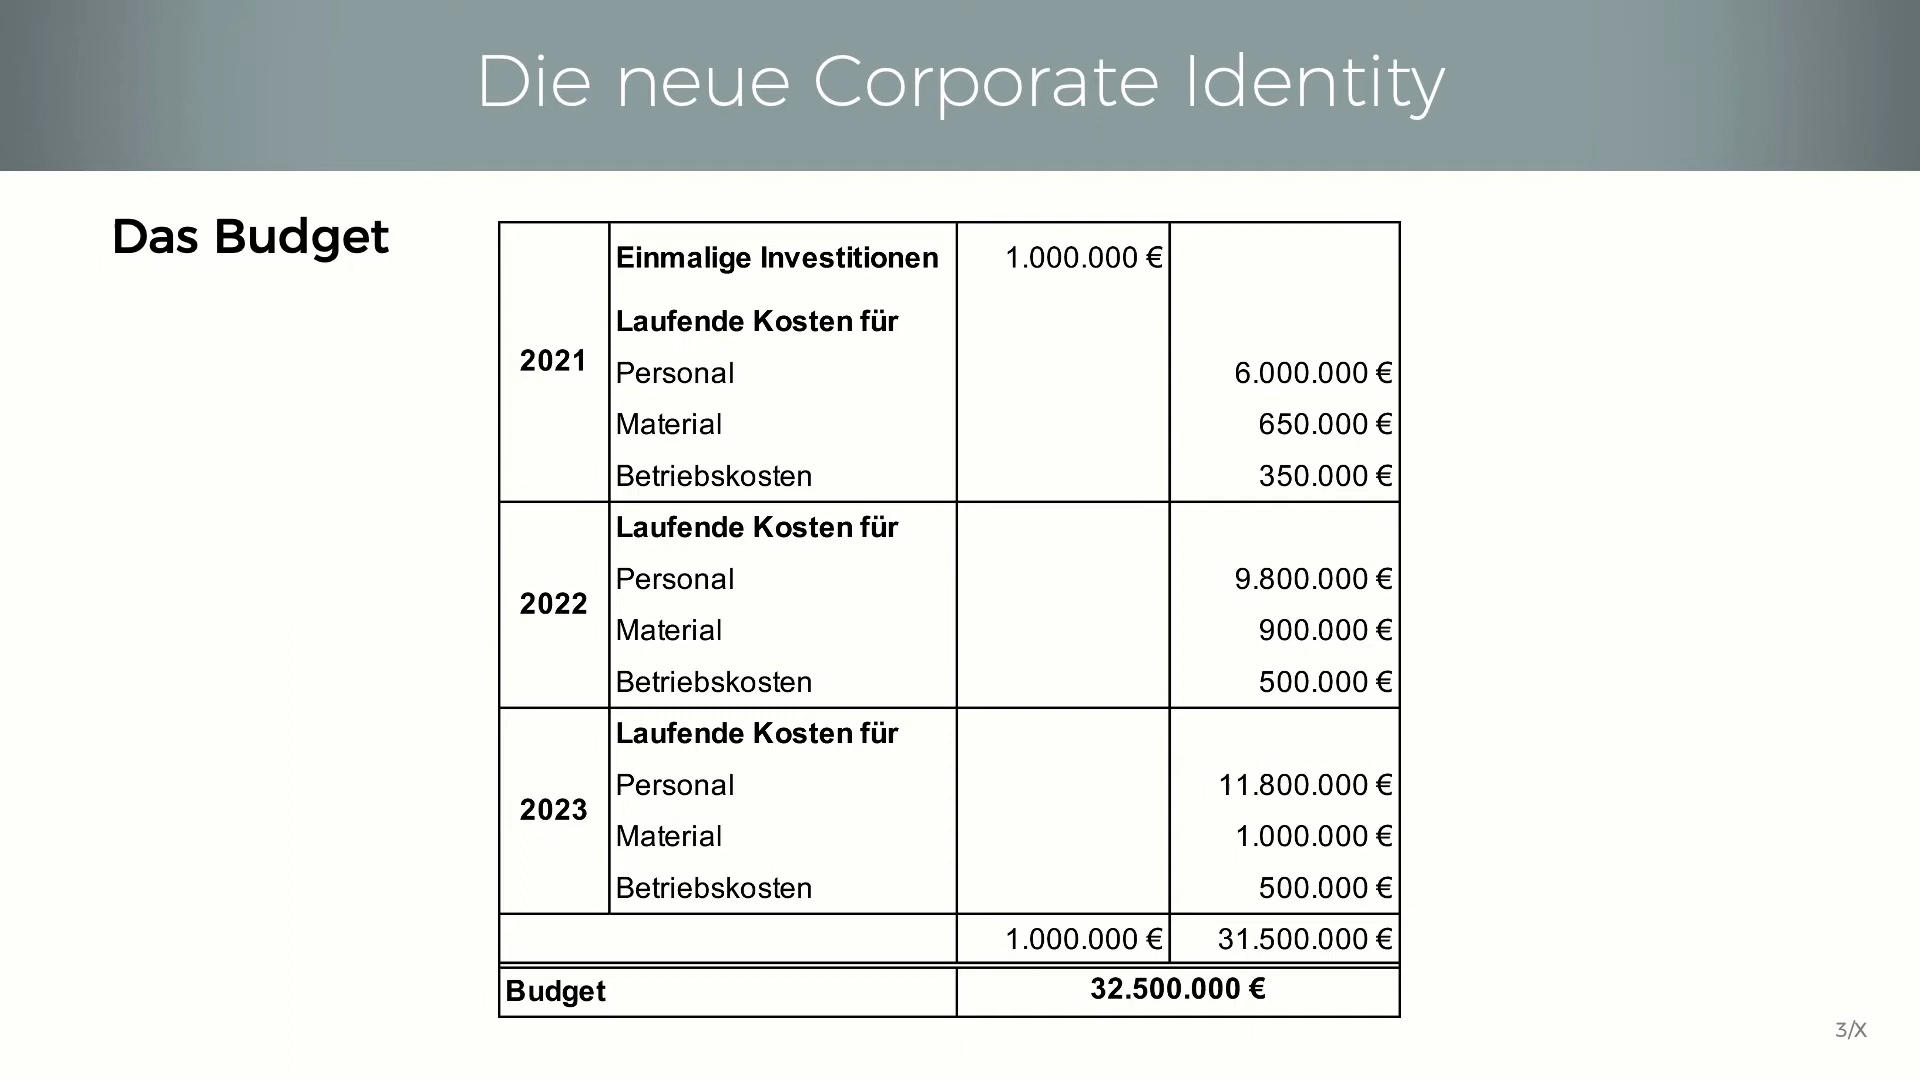 Die neue Corporate Identity
Das Budget
Einmalige Investitionen 1.000.000 €
Laufende Kosten für
2021
Personal 6.000.000 €
Material 650.000 €
Betriebskosten 350.000 €
Laufende Kosten für
Personal 9.800.000 €
2022
Material 900.000 €
Betriebskosten 500.000 €
Laufende Kosten für
Personal 11.800.000 €
2023
Material 1.000.000 €
Betriebskosten 500.000 €
1.000.000 € 31.500.000 €
Budget 32.500.000 €
3/X